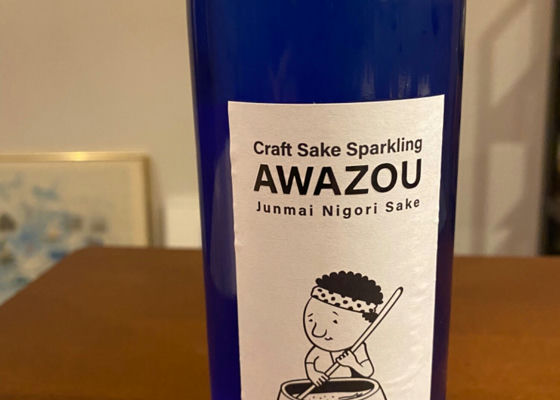 Craft Sake Sparkling
AWAZOU
Junmai Nigori Sake